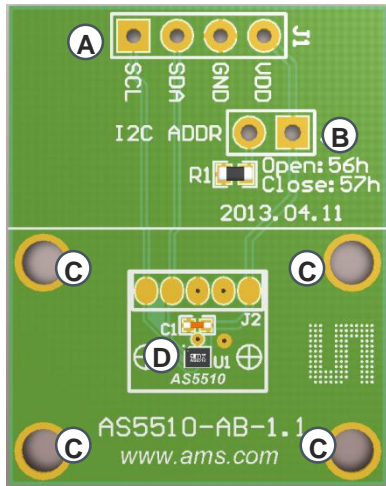 A
J1
SCL SDA GND VDD
I2C ADDR
B
R1
Open:56h
Close:57h
2013.04.11
C
C
C1
J2
D
ams
U1
AS5510
C
C
AS5510-AB-1.1
www.ams.com